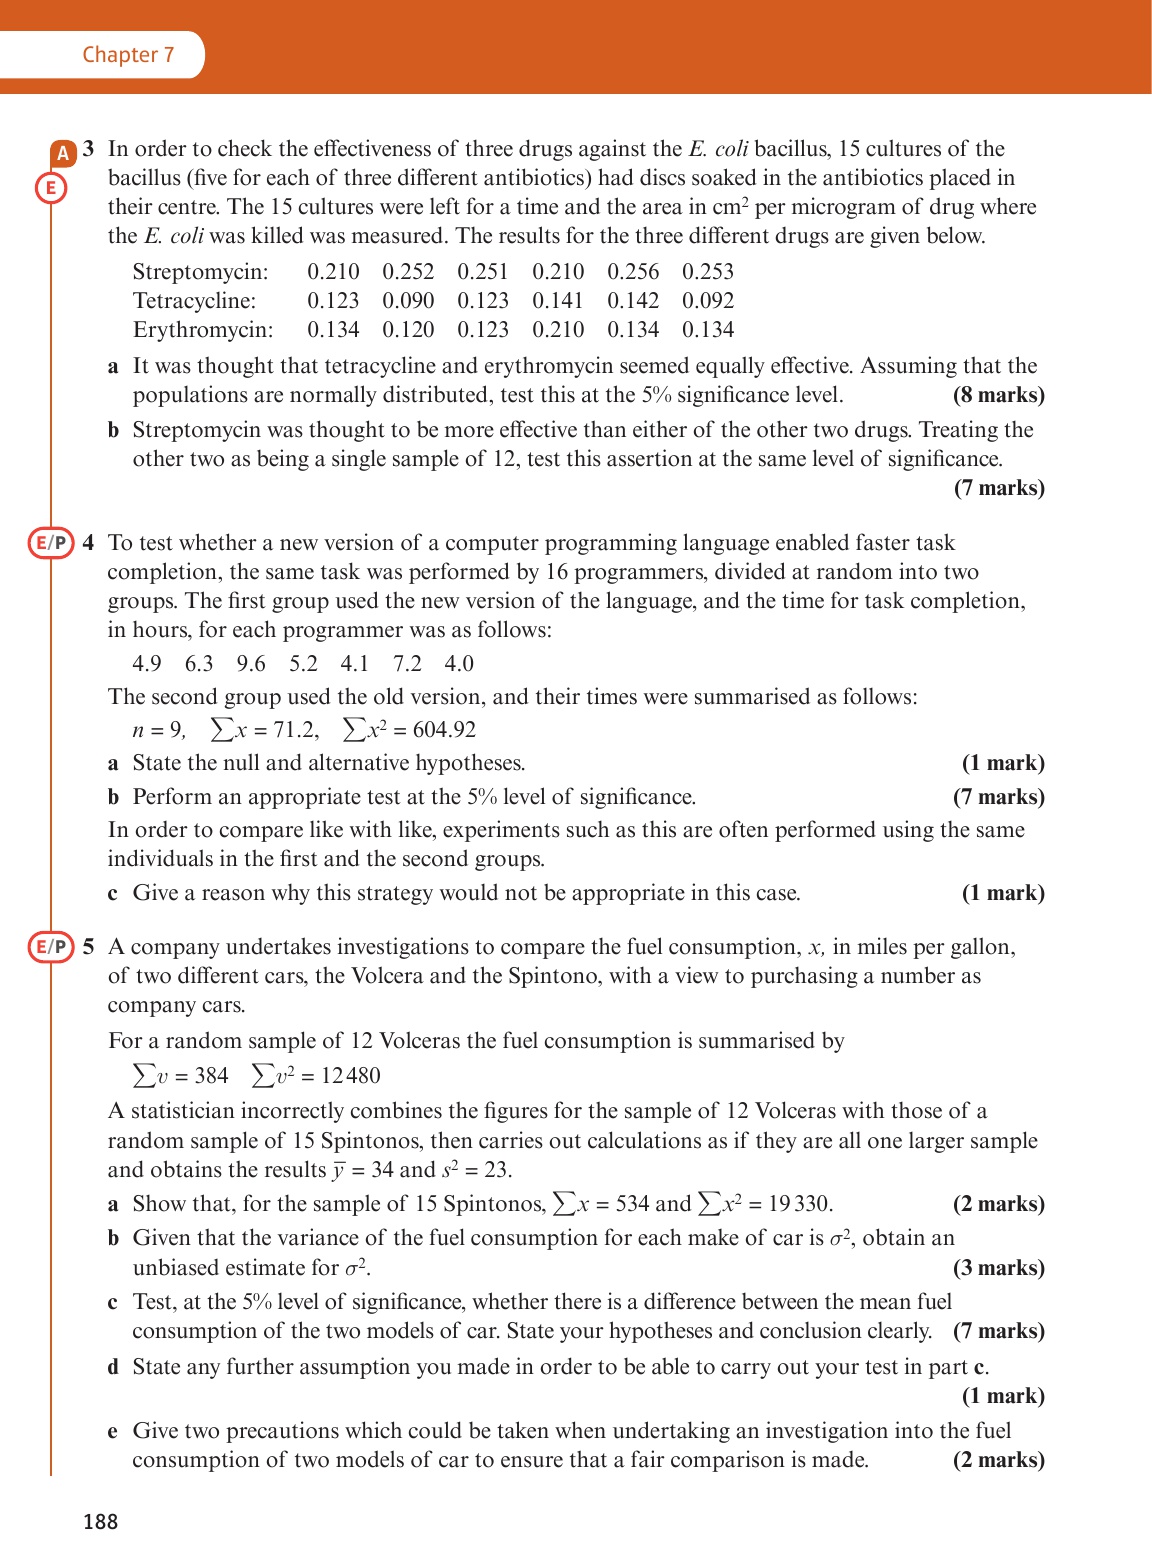 Chapter 7
A
E
3 In order to check the effectiveness of three drugs against the E. coli bacillus, 15 cultures of the
bacillus (five for each of three different antibiotics) had discs soaked in the antibiotics placed in
their centre. The 15 cultures were left for a time and the area in cm² per microgram of drug where
the E. coli was killed was measured. The results for the three different drugs are given below.
Streptomycin: 0.210 0.252 0.251 0.210 0.256 0.253
Tetracycline: 0.123 0.090 0.123 0.141 0.142 0.092
Erythromycin: 0.134 0.120 0.123 0.210 0.134 0.134
a It was thought that tetracycline and erythromycin seemed equally effective. Assuming that the
populations are normally distributed, test this at the 5% significance level. (8 marks)
b Streptomycin was thought to be more effective than either of the other two drugs. Treating the
other two as being a single sample of 12, test this assertion at the same level of significance.
(7 marks)
E/P 4 To test whether a new version of a computer programming language enabled faster task
completion, the same task was performed by 16 programmers, divided at random into two
groups. The first group used the new version of the language, and the time for task completion,
in hours, for each programmer was as follows:
4.9 6.3 9.6 5.2 4.1 7.2 4.0
The second group used the old version, and their times were summarised as follows:
n = 9, ∑x = 71.2, ∑x² = 604.92
a State the null and alternative hypotheses. (1 mark)
b Perform an appropriate test at the 5% level of significance. (7 marks)
In order to compare like with like, experiments such as this are often performed using the same
individuals in the first and the second groups.
c Give a reason why this strategy would not be appropriate in this case. (1 mark)
E/P 5 A company undertakes investigations to compare the fuel consumption, x, in miles per gallon,
of two different cars, the Volcera and the Spintono, with a view to purchasing a number as
company cars.
For a random sample of 12 Volceras the fuel consumption is summarised by
∑v = 384 ∑v² = 12 480
A statistician incorrectly combines the figures for the sample of 12 Volceras with those of a
random sample of 15 Spintonos, then carries out calculations as if they are all one larger sample
and obtains the results y̅ = 34 and s² = 23.
a Show that, for the sample of 15 Spintonos, ∑x = 534 and ∑x² = 19 330. (2 marks)
b Given that the variance of the fuel consumption for each make of car is σ², obtain an
unbiased estimate for σ². (3 marks)
c Test, at the 5% level of significance, whether there is a difference between the mean fuel
consumption of the two models of car. State your hypotheses and conclusion clearly. (7 marks)
d State any further assumption you made in order to be able to carry out your test in part c.
(1 mark)
e Give two precautions which could be taken when undertaking an investigation into the fuel
consumption of two models of car to ensure that a fair comparison is made. (2 marks)
188